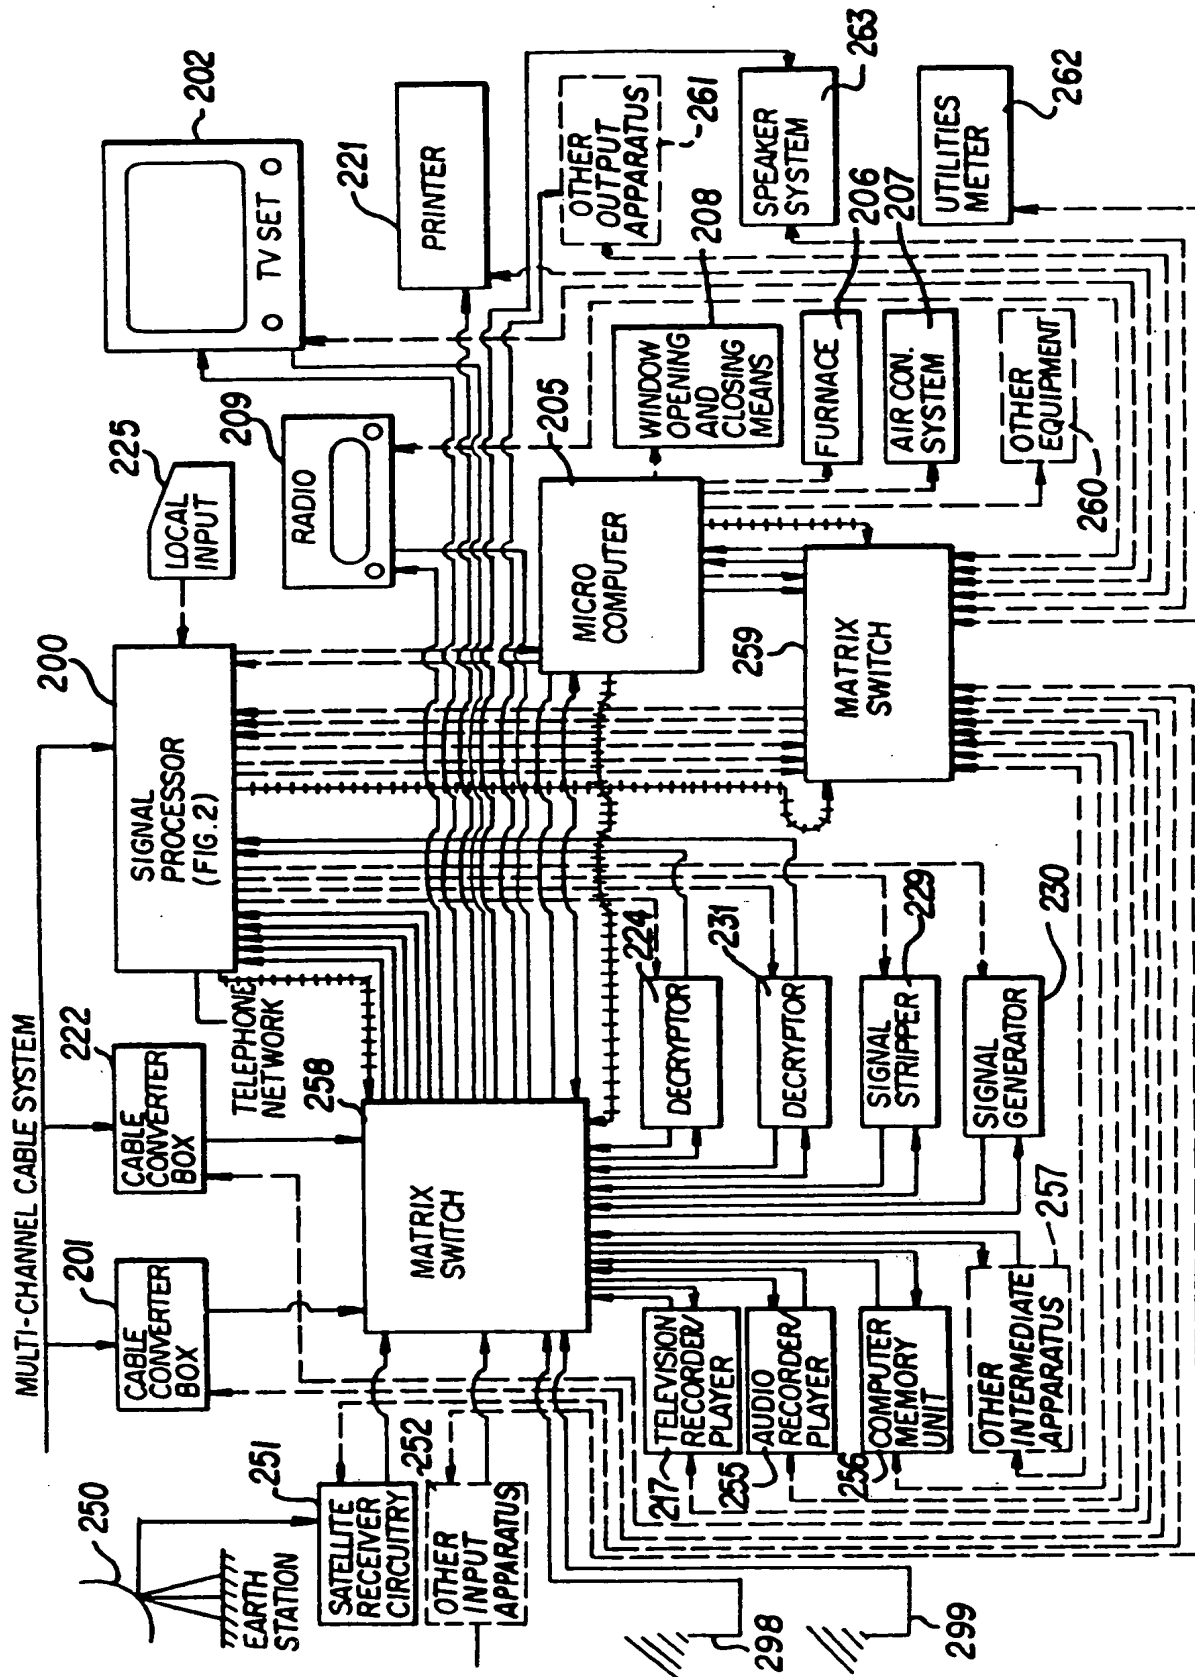 MULTI-CHANNEL CABLE SYSTEM
250
EARTH
STATION
251
SATELLITE
RECEIVER
CIRCUITRY
252
OTHER
INPUT
APPARATUS
298
299
201
CABLE
CONVERTER
BOX
222
CABLE
CONVERTER
BOX
TELEPHONE
NETWORK
258
MATRIX
SWITCH
200
SIGNAL
PROCESSOR
(FIG.2)
225
LOCAL
INPUT
209
RADIO
202
TV SET
221
PRINTER
OTHER
OUTPUT
APPARATUS
261
263
SPEAKER
SYSTEM
262
UTILITIES
METER
205
MICRO
COMPUTER
208
WINDOW
OPENING
AND
CLOSING
MEANS
206
FURNACE
207
AIR CON.
SYSTEM
OTHER
EQUIPMENT
260
259
MATRIX
SWITCH
224
DECRYPTOR
231
DECRYPTOR
229
SIGNAL
STRIPPER
230
SIGNAL
GENERATOR
217
TELEVISION
RECORDER/
PLAYER
255
AUDIO
RECORDER/
PLAYER
256
COMPUTER
MEMORY
UNIT
257
OTHER
INTERMEDIATE
APPARATUS